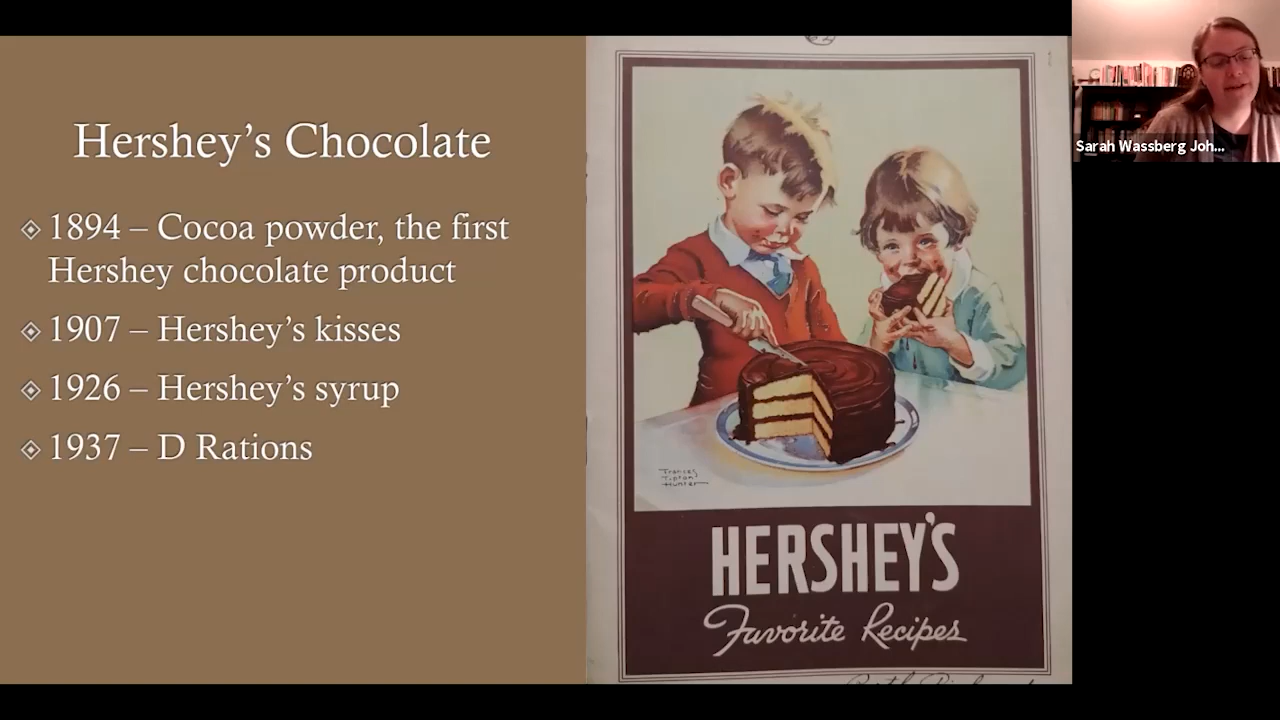 Hershey's Chocolate
1894 – Cocoa powder, the first
Hershey chocolate product
1907 – Hershey's kisses
1926 – Hershey's syrup
1937 – D Rations
62
Frances
Tipton
Hunter
HERSHEY'S
Favorite Recipes
Sarah Wassberg Joh...